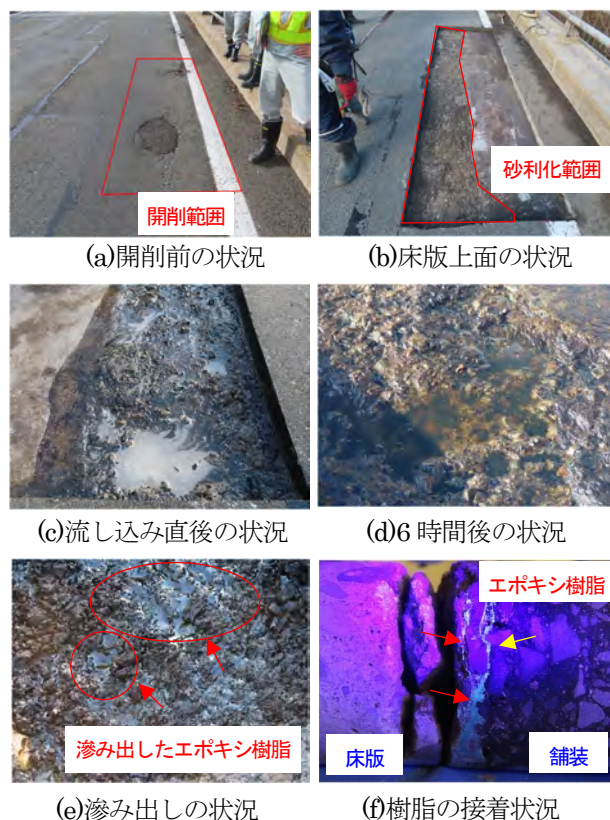 開削範囲
砂利化範囲
(a)開削前の状況
(b)床版上面の状況
(c)流し込み直後の状況
(d)6 時間後の状況
エポキシ樹脂
滲み出したエポキシ樹脂
床版
舗装
(e)滲み出しの状況
(f)樹脂の接着状況